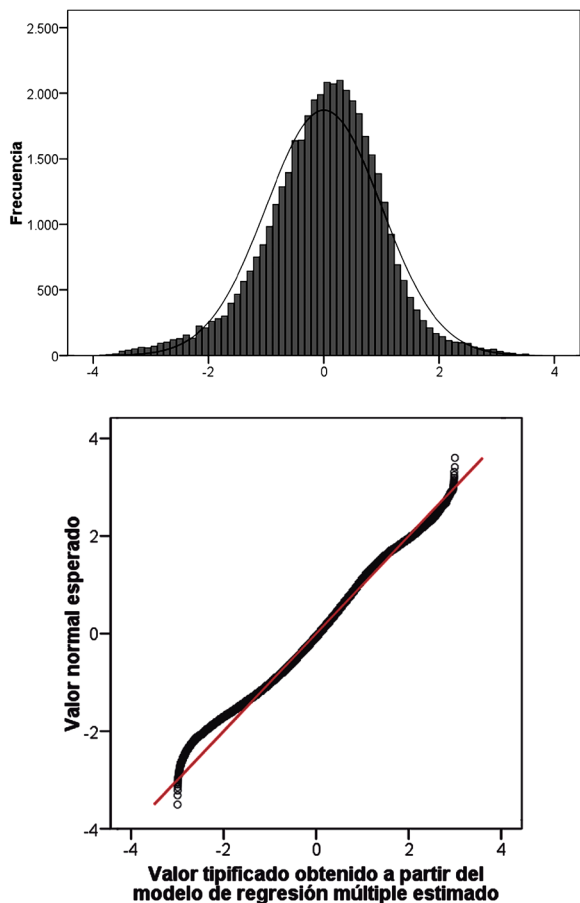 2.500
2.000
1.500
1.000
500
0
Frecuencia
-4 -2 0 2 4
4
2
0
-2
-4
Valor normal esperado
-4 -2 0 2 4
Valor tipificado obtenido a partir del
modelo de regresión múltiple estimado